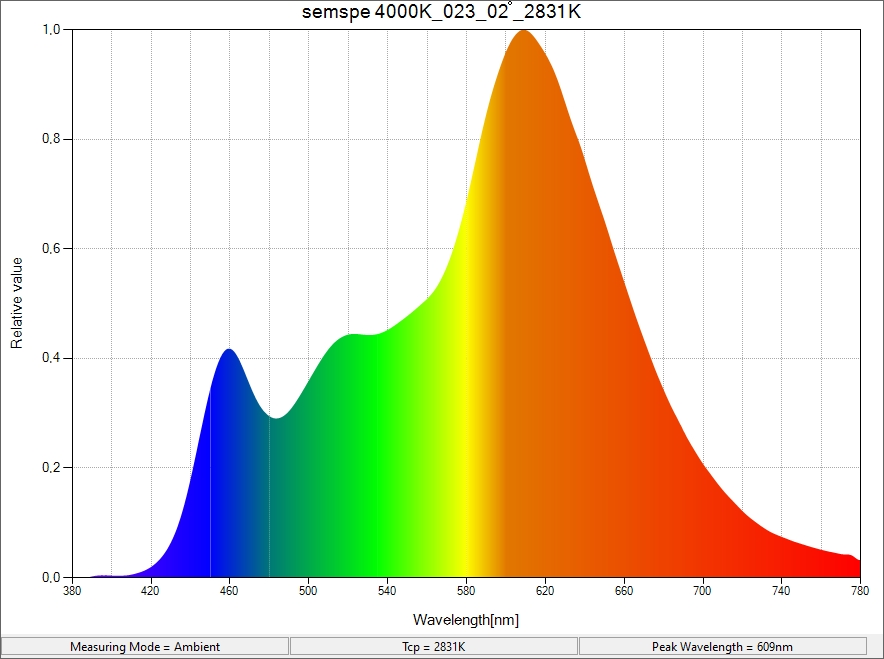 semspe 4000K_023_02°_2831K
1,0
0,8
0,6
0,4
0,2
0,0
Relative value
380 420 460 500 540 580 620 660 700 740 780
Wavelength[nm]
Measuring Mode = Ambient Tcp = 2831K Peak Wavelength = 609nm